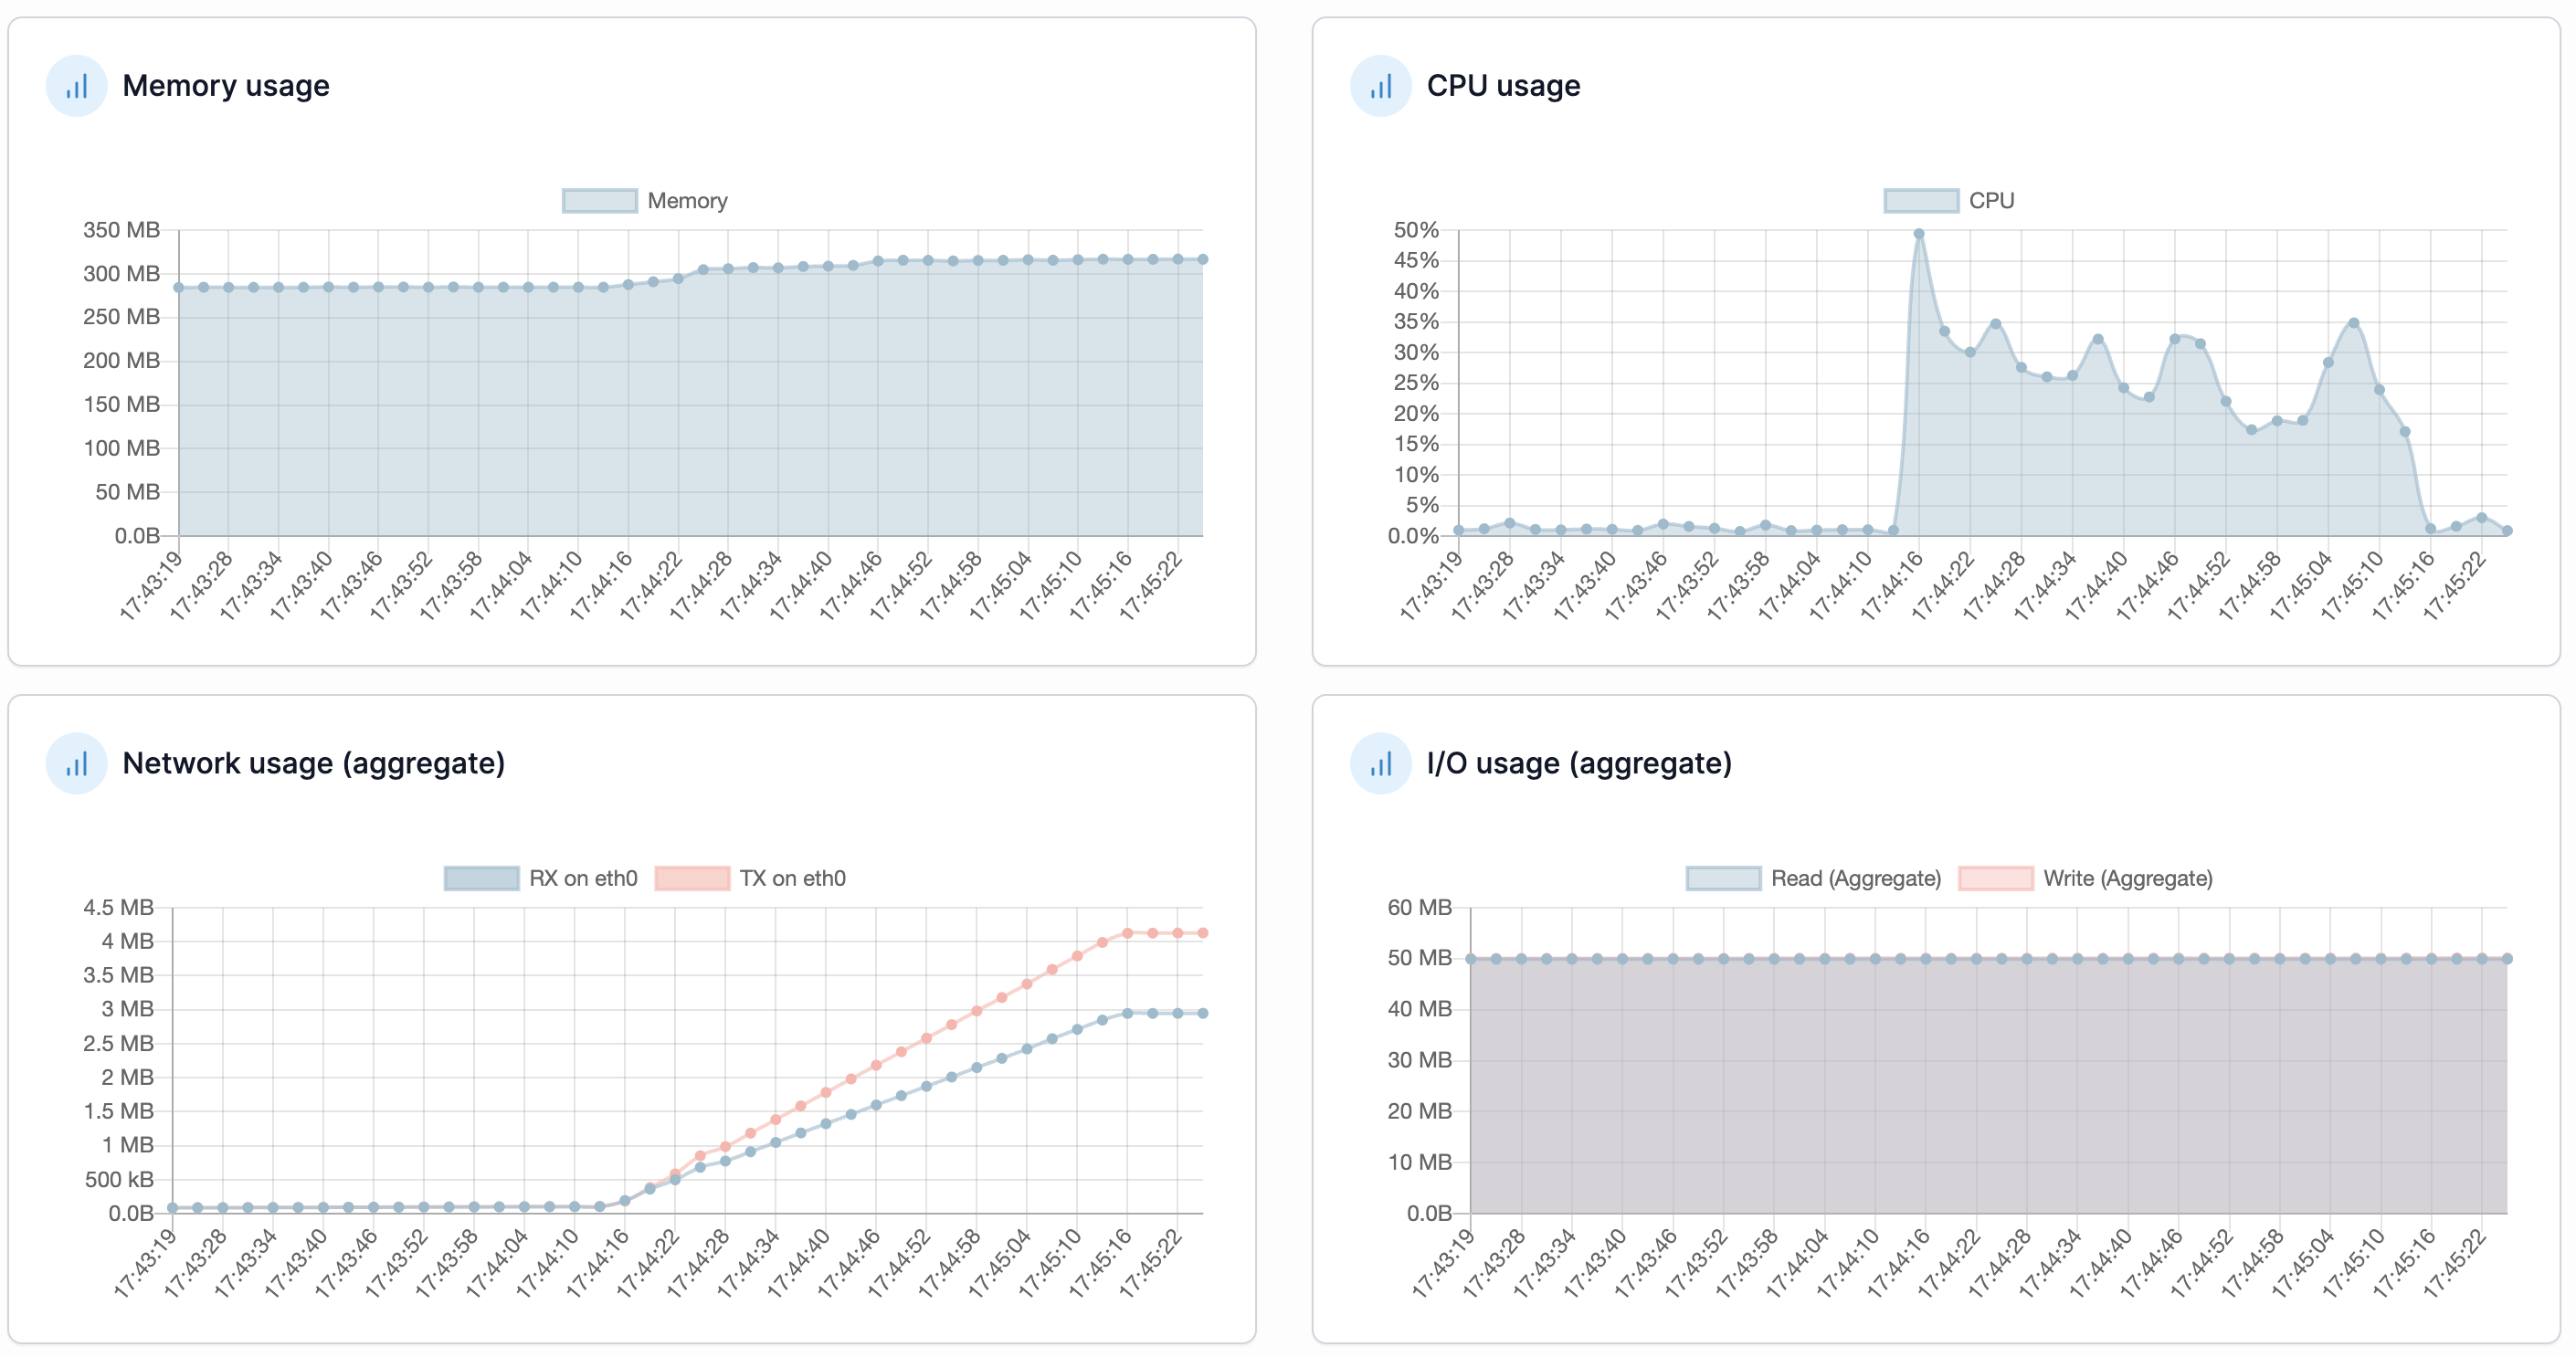 Memory usage
Memory
350 MB
300 MB
250 MB
200 MB
150 MB
100 MB
50 MB
0.0B
17:43:19 17:43:28 17:43:34 17:43:40 17:43:46 17:43:52 17:43:58 17:44:04 17:44:10 17:44:16 17:44:22 17:44:28 17:44:34 17:44:40 17:44:46 17:44:52 17:44:58 17:45:04 17:45:10 17:45:16 17:45:22
CPU usage
CPU
50%
45%
40%
35%
30%
25%
20%
15%
10%
5%
0.0%
17:43:19 17:43:28 17:43:34 17:43:40 17:43:46 17:43:52 17:43:58 17:44:04 17:44:10 17:44:16 17:44:22 17:44:28 17:44:34 17:44:40 17:44:46 17:44:52 17:44:58 17:45:04 17:45:10 17:45:16 17:45:22
Network usage (aggregate)
RX on eth0 TX on eth0
4.5 MB
4 MB
3.5 MB
3 MB
2.5 MB
2 MB
1.5 MB
1 MB
500 kB
0.0B
17:43:19 17:43:28 17:43:34 17:43:40 17:43:46 17:43:52 17:43:58 17:44:04 17:44:10 17:44:16 17:44:22 17:44:28 17:44:34 17:44:40 17:44:46 17:44:52 17:44:58 17:45:04 17:45:10 17:45:16 17:45:22
I/O usage (aggregate)
Read (Aggregate) Write (Aggregate)
60 MB
50 MB
40 MB
30 MB
20 MB
10 MB
0.0B
17:43:19 17:43:28 17:43:34 17:43:40 17:43:46 17:43:52 17:43:58 17:44:04 17:44:10 17:44:16 17:44:22 17:44:28 17:44:34 17:44:40 17:44:46 17:44:52 17:44:58 17:45:04 17:45:10 17:45:16 17:45:22